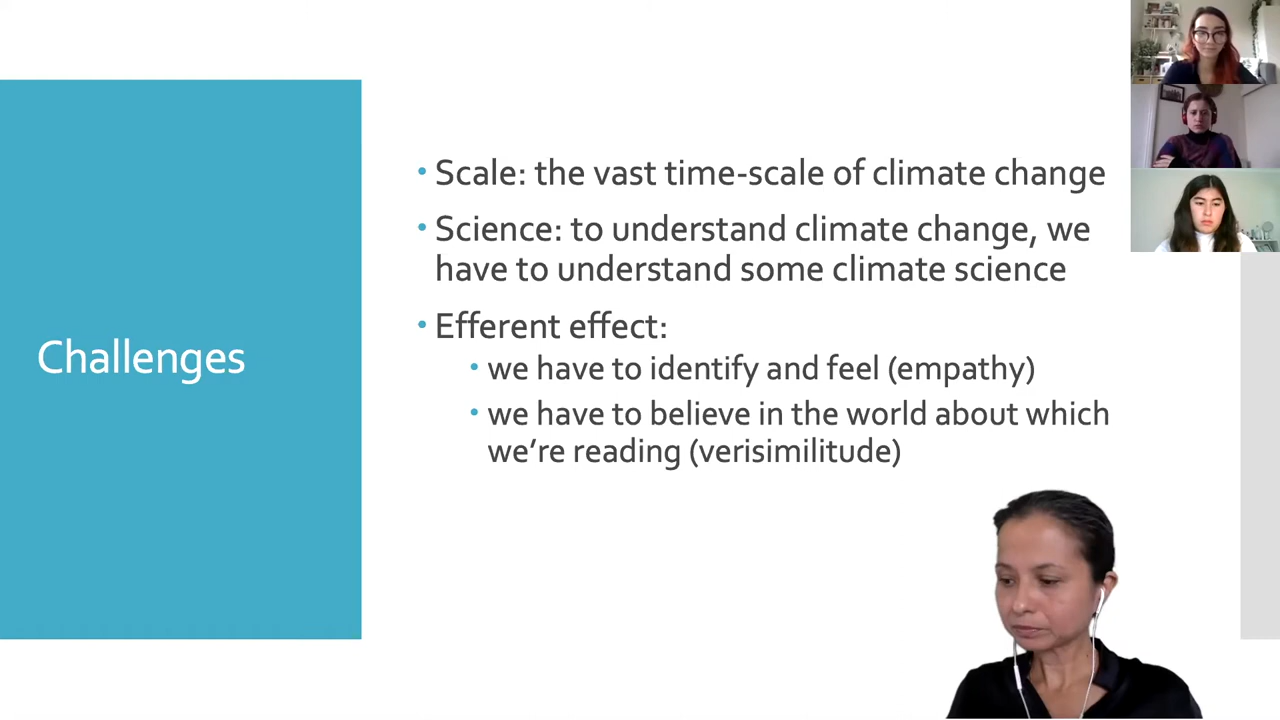 Challenges
• Scale: the vast time-scale of climate change
• Science: to understand climate change, we
have to understand some climate science
• Efferent effect:
• we have to identify and feel (empathy)
• we have to believe in the world about which
we're reading (verisimilitude)